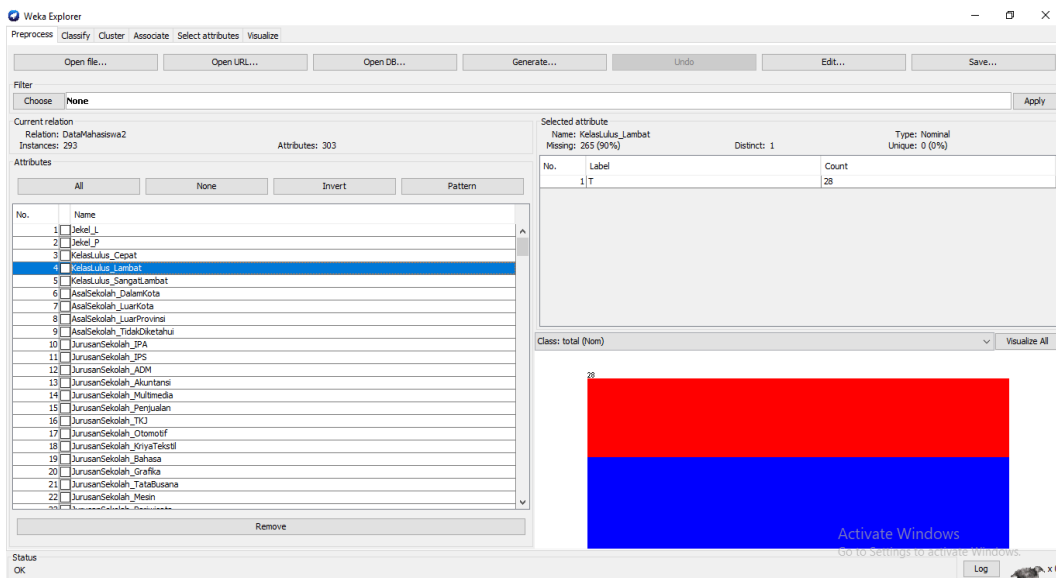 Weka Explorer
Preprocess Classify Cluster Associate Select attributes Visualize
Open file... Open URL... Open DB... Generate... Undo Edit... Save...
Filter
Choose None Apply
Current relation
Relation: DataMahasiswa2
Instances: 293 Attributes: 303
Attributes
All None Invert Pattern
No. Name
1 Jekel_L
2 Jekel_P
3 KelasLulus_Cepat
4 KelasLulus_Lambat
5 KelasLulus_SangatLambat
6 AsalSekolah_DalamKota
7 AsalSekolah_LuarKota
8 AsalSekolah_LuarProvinsi
9 AsalSekolah_TidakDiketahui
10 JurusanSekolah_IPA
11 JurusanSekolah_IPS
12 JurusanSekolah_ADM
13 JurusanSekolah_Akuntansi
14 JurusanSekolah_Multimedia
15 JurusanSekolah_Penjualan
16 JurusanSekolah_TKJ
17 JurusanSekolah_Otomotif
18 JurusanSekolah_KriyaTekstil
19 JurusanSekolah_Bahasa
20 JurusanSekolah_Grafika
21 JurusanSekolah_TataBusana
22 JurusanSekolah_Mesin
Remove
Selected attribute
Name: KelasLulus_Lambat Type: Nominal
Missing: 265 (90%) Distinct: 1 Unique: 0 (0%)
No. Label Count
1 T 28
Class: total (Nom) Visualize All
28
Activate Windows
Go to Settings to activate Windows.
Status
OK
Log x